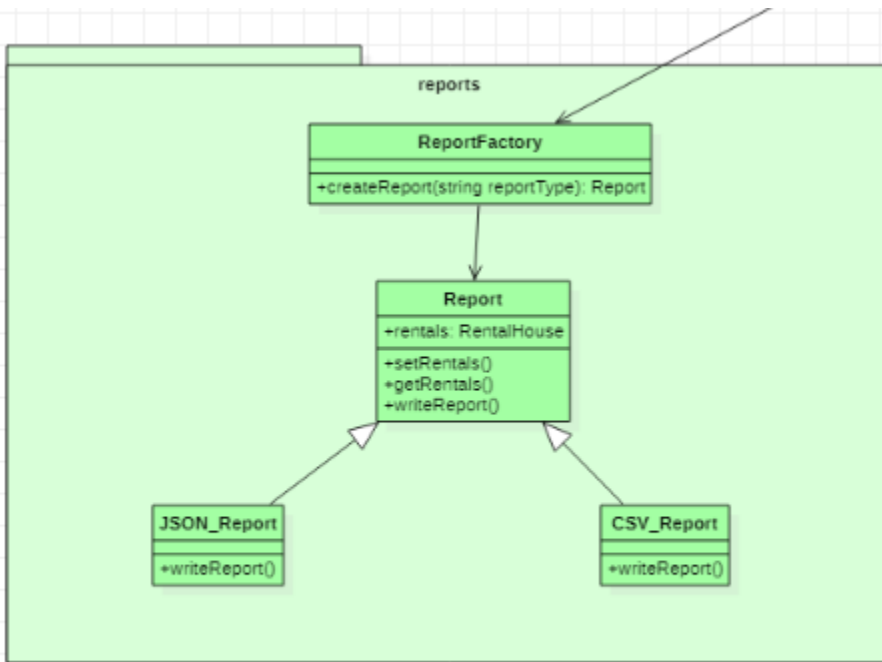 reports
ReportFactory
+createReport(string reportType): Report
Report
+rentals: RentalHouse
+setRentals()
+getRentals()
+writeReport()
JSON_Report
+writeReport()
CSV_Report
+writeReport()